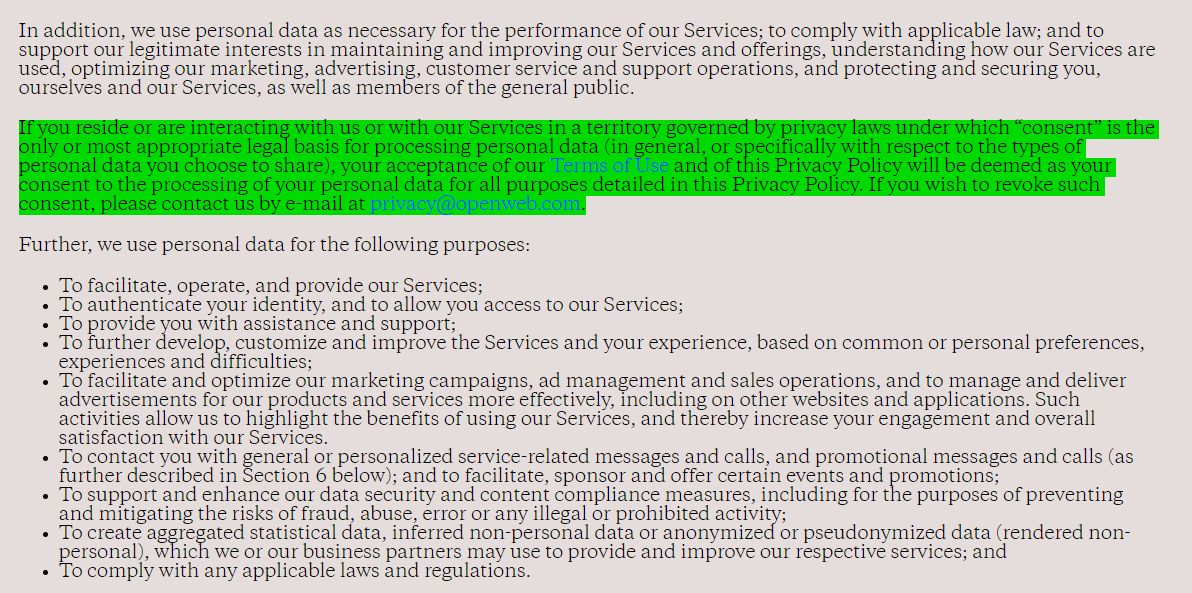 In addition, we use personal data as necessary for the performance of our Services; to comply with applicable law; and to
support our legitimate interests in maintaining and improving our Services and offerings, understanding how our Services are
used, optimizing our marketing, advertising, customer service and support operations, and protecting and securing you,
ourselves and our Services, as well as members of the general public.
If you reside or are interacting with us or with our Services in a territory governed by privacy laws under which “consent” is the
only or most appropriate legal basis for processing personal data (in general, or specifically with respect to the types of
personal data you choose to share), your acceptance of our Terms of Use and of this Privacy Policy will be deemed as your
consent to the processing of your personal data for all purposes detailed in this Privacy Policy. If you wish to revoke such
consent, please contact us by e-mail at privacy@openweb.com.
Further, we use personal data for the following purposes:
• To facilitate, operate, and provide our Services;
• To authenticate your identity, and to allow you access to our Services;
• To provide you with assistance and support;
• To further develop, customize and improve the Services and your experience, based on common or personal preferences,
experiences and difficulties;
• To facilitate and optimize our marketing campaigns, ad management and sales operations, and to manage and deliver
advertisements for our products and services more effectively, including on other websites and applications. Such
activities allow us to highlight the benefits of using our Services, and thereby increase your engagement and overall
satisfaction with our Services.
• To contact you with general or personalized service-related messages and calls, and promotional messages and calls (as
further described in Section 6 below); and to facilitate, sponsor and offer certain events and promotions;
• To support and enhance our data security and content compliance measures, including for the purposes of preventing
and mitigating the risks of fraud, abuse, error or any illegal or prohibited activity;
• To create aggregated statistical data, inferred non-personal data or anonymized or pseudonymized data (rendered non-
personal), which we or our business partners may use to provide and improve our respective services; and
• To comply with any applicable laws and regulations.